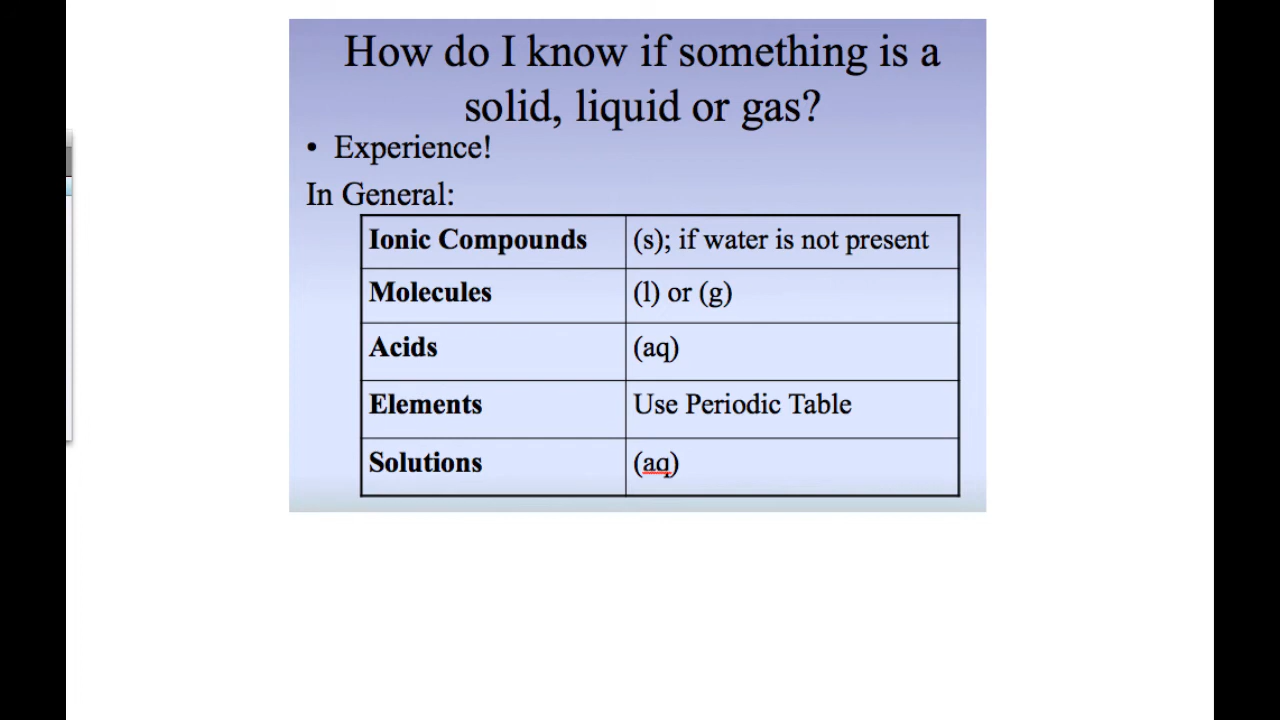 How do I know if something is a
solid, liquid or gas?
• Experience!
In General:
Ionic Compounds (s); if water is not present
Molecules (l) or (g)
Acids (aq)
Elements Use Periodic Table
Solutions (aq)